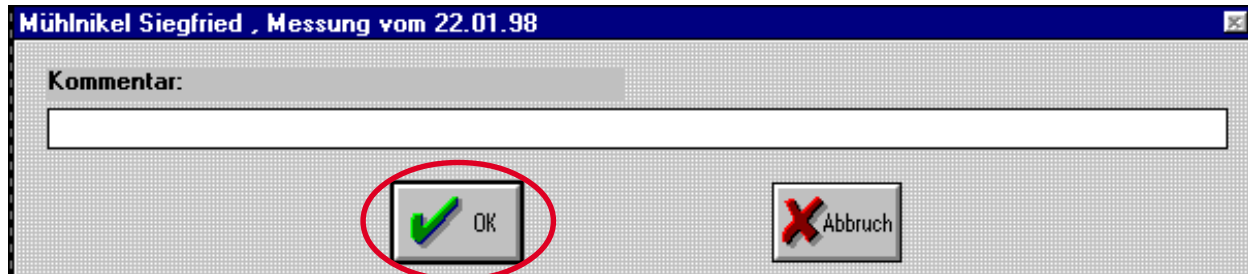 Mühlnikel Siegfried , Messung vom 22.01.98
Kommentar:
OK Abbruch